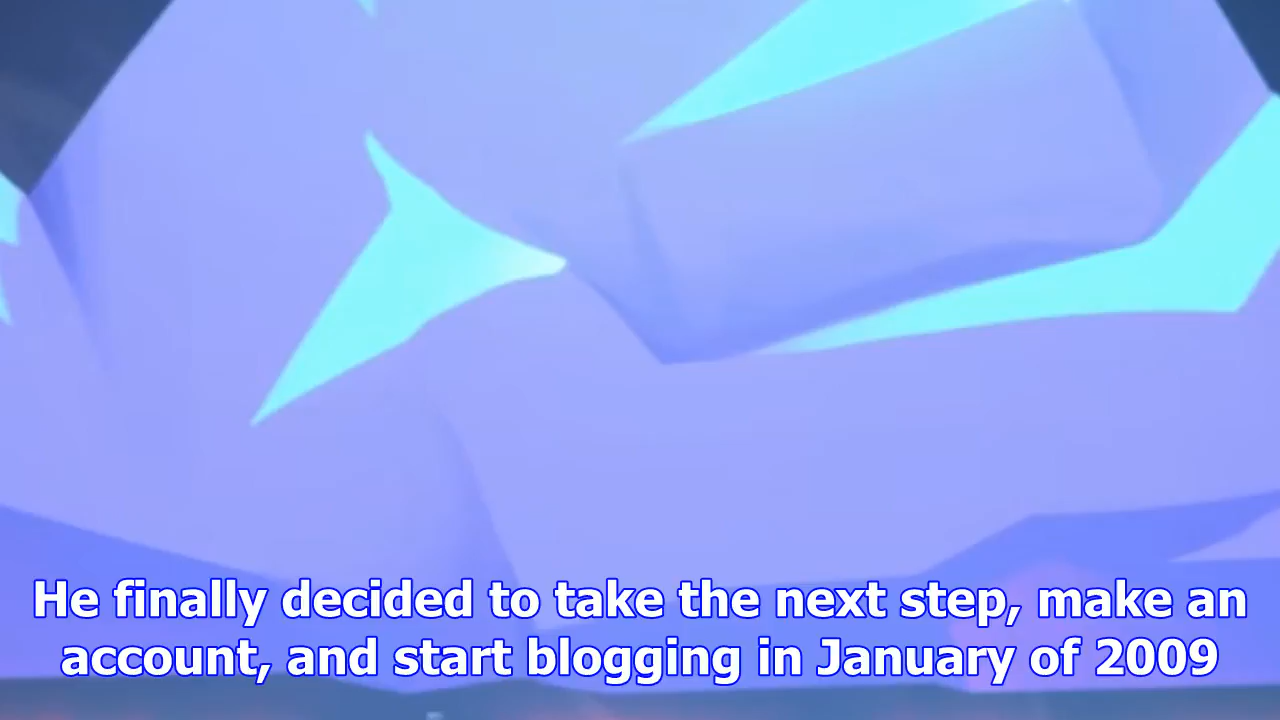 He finally decided to take the next step, make an
account, and start blogging in January of 2009